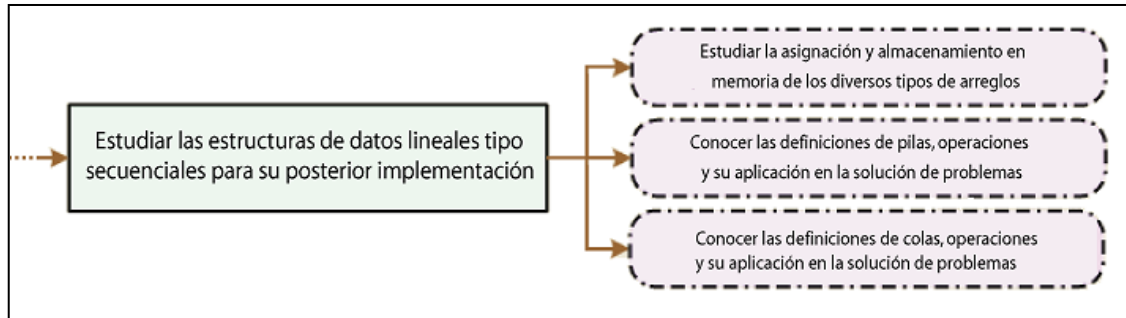 Estudiar las estructuras de datos lineales tipo
secuenciales para su posterior implementación
Estudiar la asignación y almacenamiento en
memoria de los diversos tipos de arreglos
Conocer las definiciones de pilas, operaciones
y su aplicación en la solución de problemas
Conocer las definiciones de colas, operaciones
y su aplicación en la solución de problemas